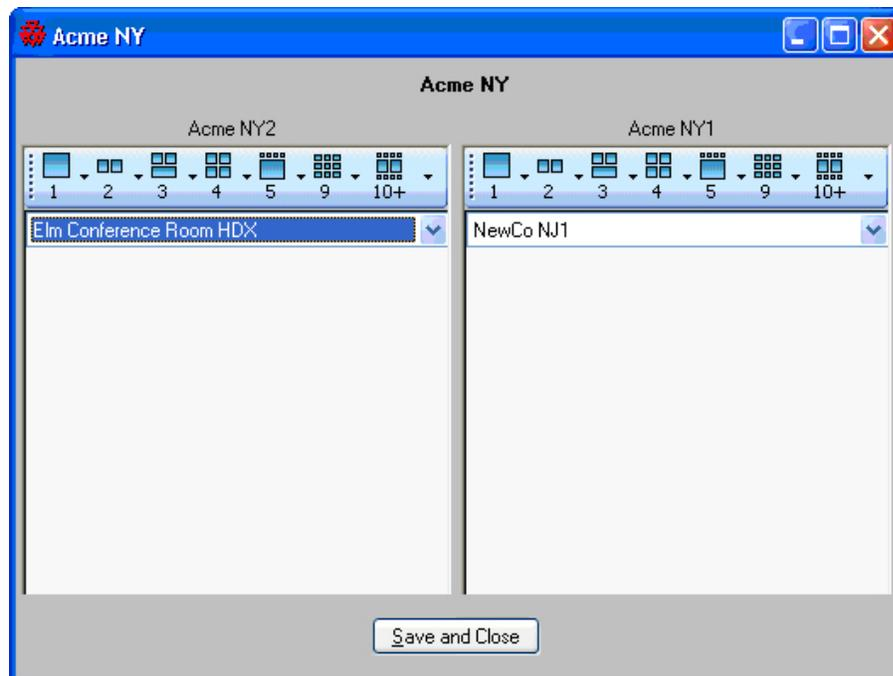 Acme NY
Acme NY
Acme NY2
1 2 3 4 5 9 10+
Elm Conference Room HDX
Acme NY1
1 2 3 4 5 9 10+
NewCo NJ1
Save and Close